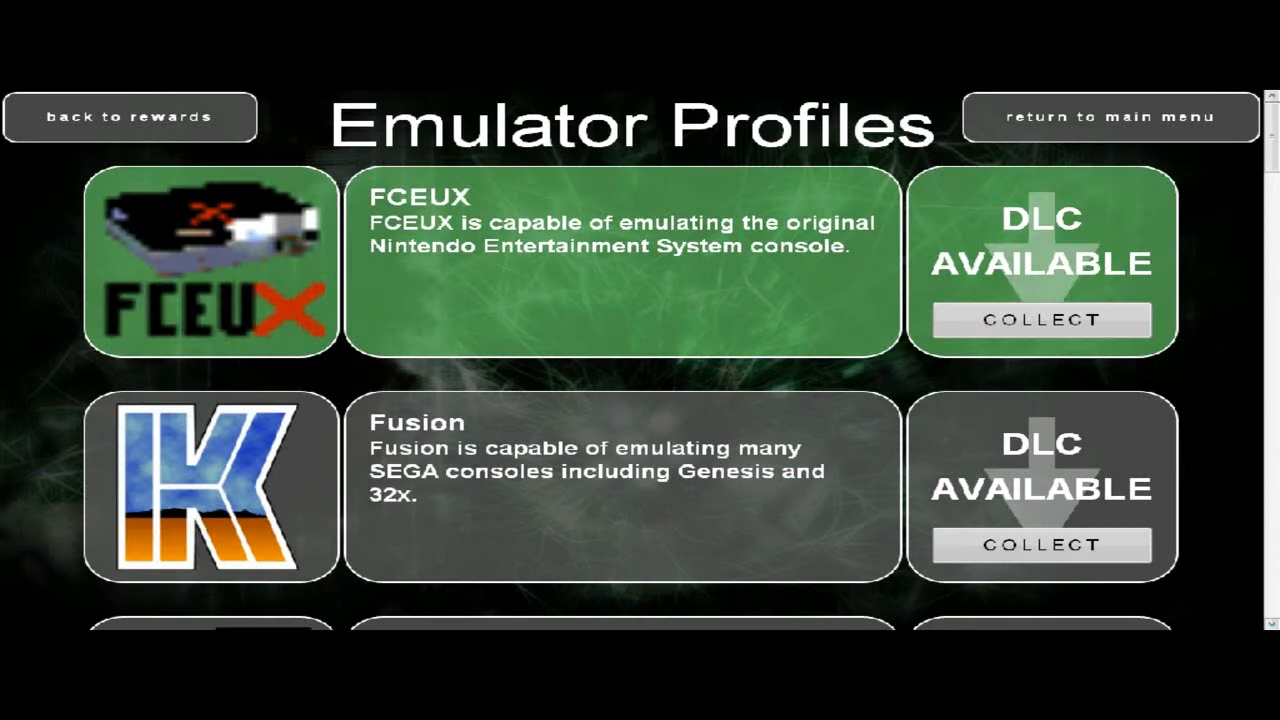 back to rewards
Emulator Profiles
return to main menu
FCEUX
FCEUX
FCEUX is capable of emulating the original
Nintendo Entertainment System console.
DLC
AVAILABLE
COLLECT
K
Fusion
Fusion is capable of emulating many
SEGA consoles including Genesis and
32x.
DLC
AVAILABLE
COLLECT